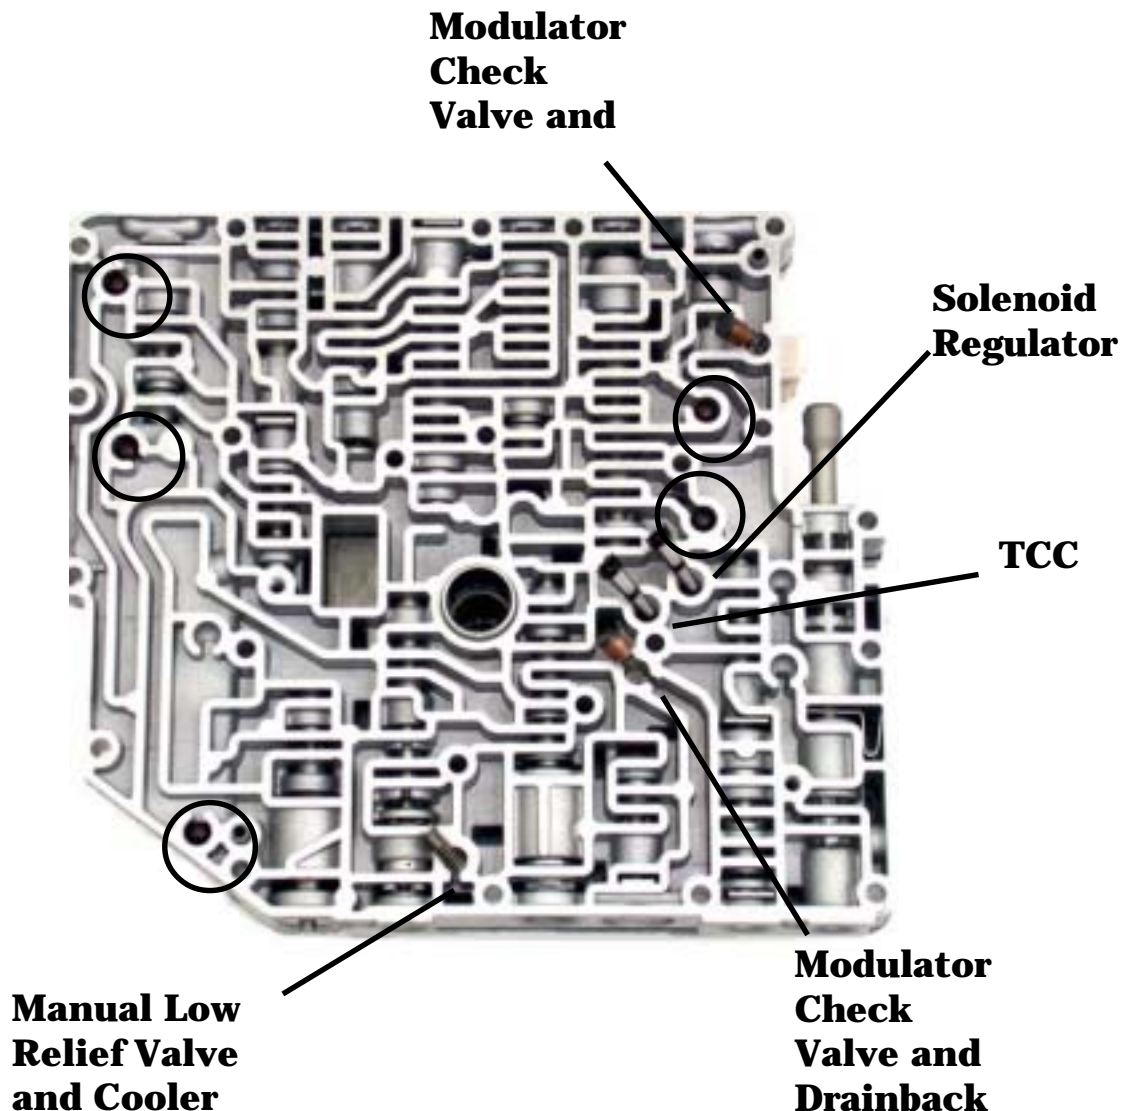 Modulator
Check
Valve and
Solenoid
Regulator
TCC
Manual Low
Relief Valve
and Cooler
Modulator
Check
Valve and
Drainback